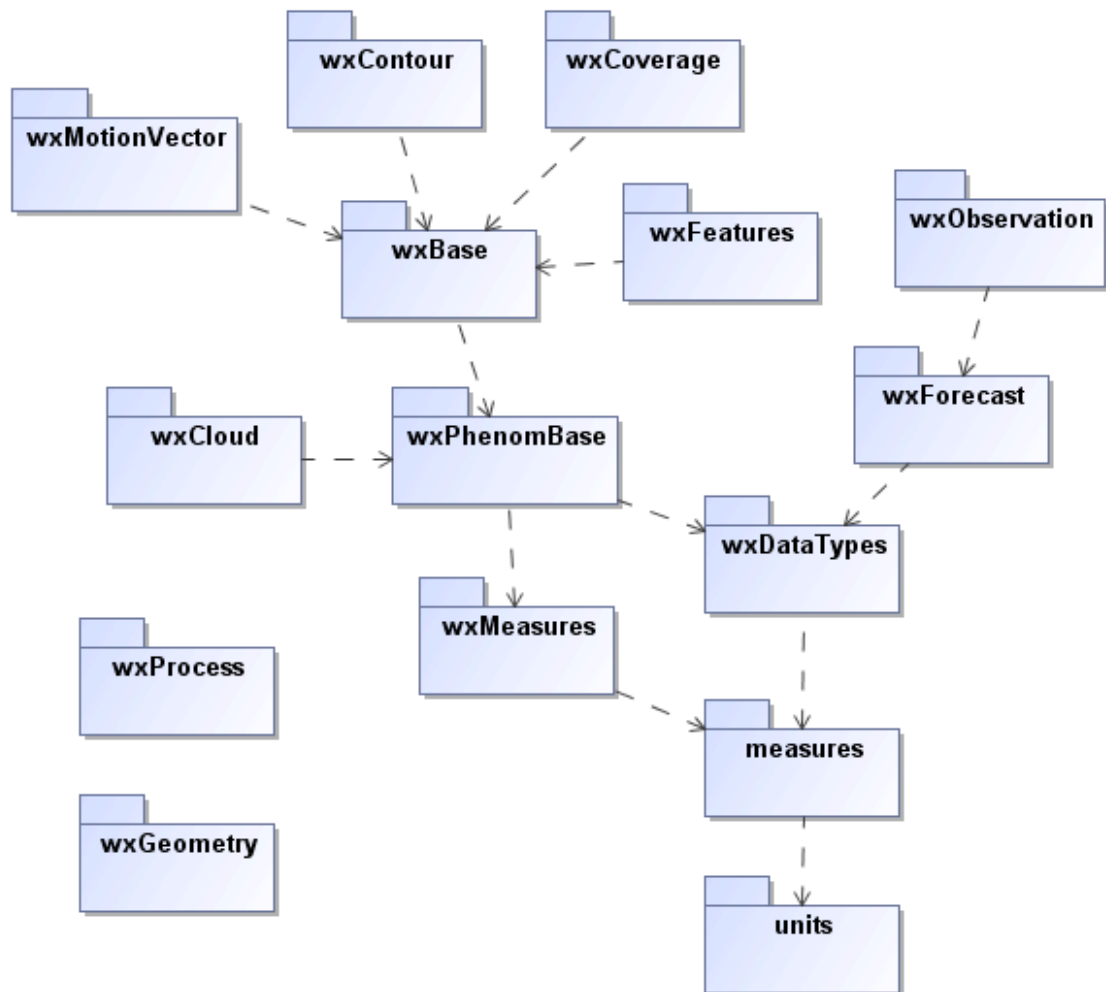 wxContour
wxCoverage
wxMotionVector
wxBase
wxFeatures
wxObservation
wxForecast
wxCloud
wxPhenomBase
wxDataTypes
wxMeasures
wxProcess
measures
wxGeometry
units